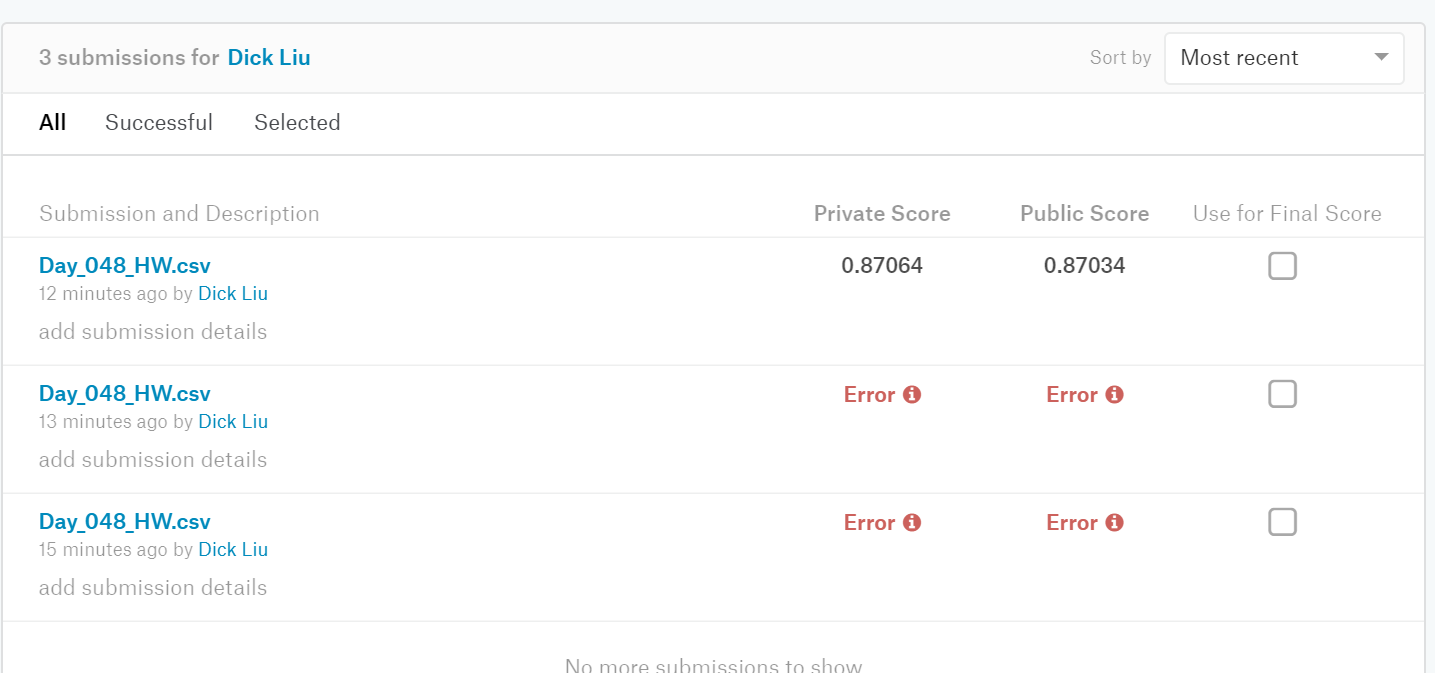 3 submissions for Dick Liu
Sort by Most recent
All Successful Selected
Submission and Description Private Score Public Score Use for Final Score
Day_048_HW.csv 0.87064 0.87034
12 minutes ago by Dick Liu
add submission details
Day_048_HW.csv Error Error
13 minutes ago by Dick Liu
add submission details
Day_048_HW.csv Error Error
15 minutes ago by Dick Liu
add submission details
No more submissions to show